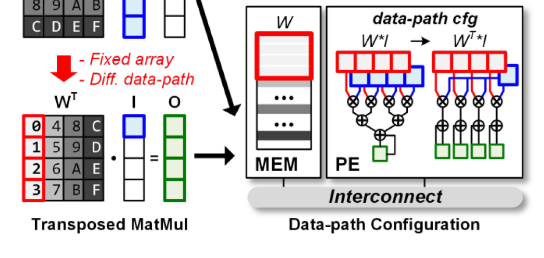 8 9 A B
C D E F
- Fixed array
- Diff. data-path
W^T I O
0 4 8 C
1 5 9 D
2 6 A E
3 7 B F
· =
Transposed MatMul
W
...
...
MEM
data-path cfg
W*I → W^T*I
PE
Interconnect
Data-path Configuration